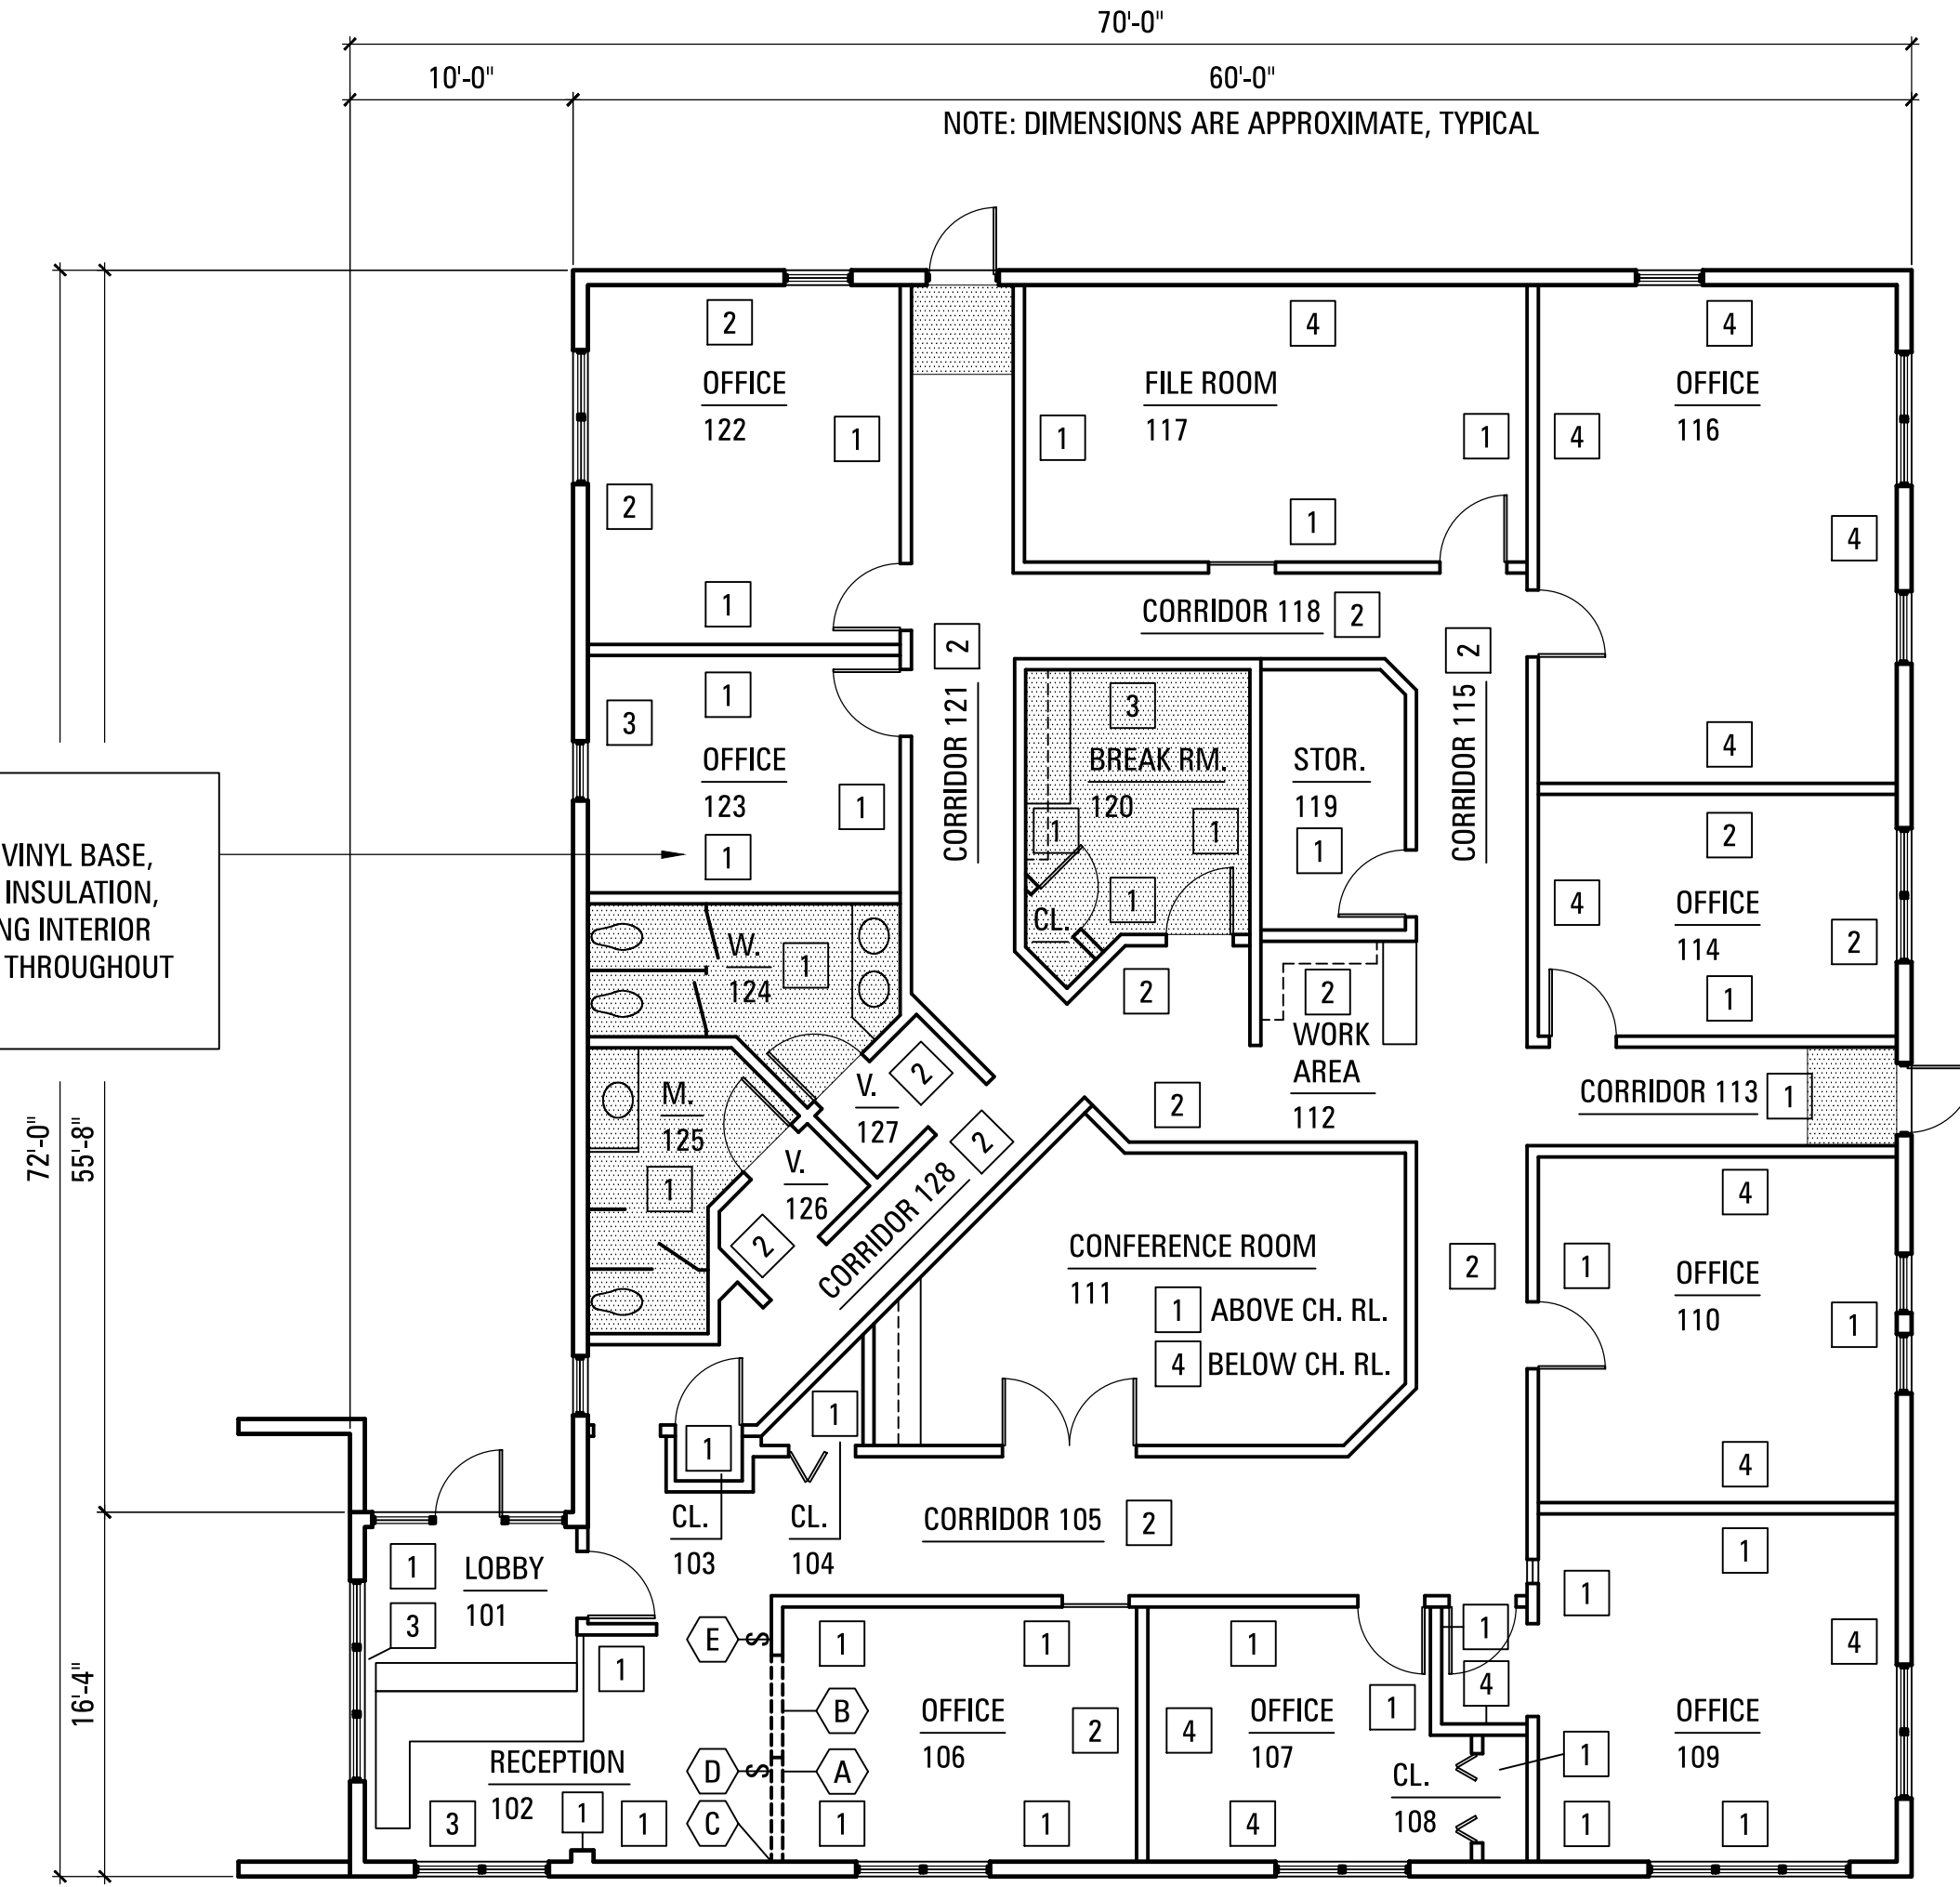 70'-0"
10'-0"
60'-0"
NOTE: DIMENSIONS ARE APPROXIMATE, TYPICAL
2
4
4
OFFICE
122
FILE ROOM
117
OFFICE
116
1
1
1
4
2
1
4
1
CORRIDOR 118
2
2
CORRIDOR 121
2
CORRIDOR 115
3
1
3
OFFICE
123
1
1
BREAK RM.
120
1
1
1
CL.
STOR.
119
1
4
2
OFFICE
114
4
2
1
VINYL BASE,
INSULATION,
NG INTERIOR
THROUGHOUT
W.
124
1
2
2
WORK
AREA
112
2
CORRIDOR 113
1
72'-0"
55'-8"
M.
125
1
V.
127
2
V.
126
2
CORRIDOR 128
2
CONFERENCE ROOM
111
1
ABOVE CH. RL.
4
BELOW CH. RL.
2
4
1
OFFICE
110
1
4
1
1
CL.
103
CL.
104
CORRIDOR 105
2
1
LOBBY
101
3
16'-4"
1
RECEPTION
102
3
1
1
E
B
D
A
C
1
1
OFFICE
106
2
1
1
1
4
OFFICE
107
1
4
1
4
CL.
108
1
1
1
4
OFFICE
109
1
1